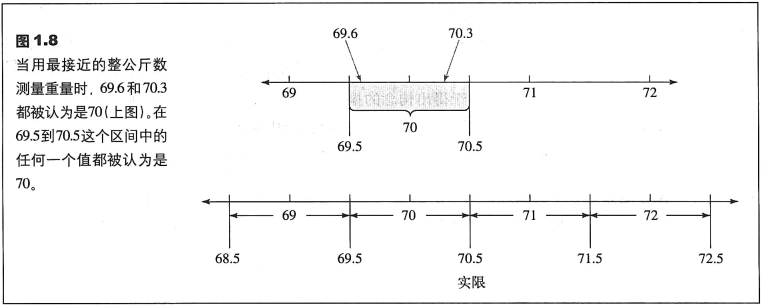 图1.8
当用最接近的整公斤数
测量重量时，69.6和70.3
都被认为是70(上图)。在
69.5到70.5这个区间中的
任何一个值都被认为是
70。
69.6 70.3
69 71 72
70
69.5 70.5
69 70 71 72
68.5 69.5 70.5 71.5 72.5
实限